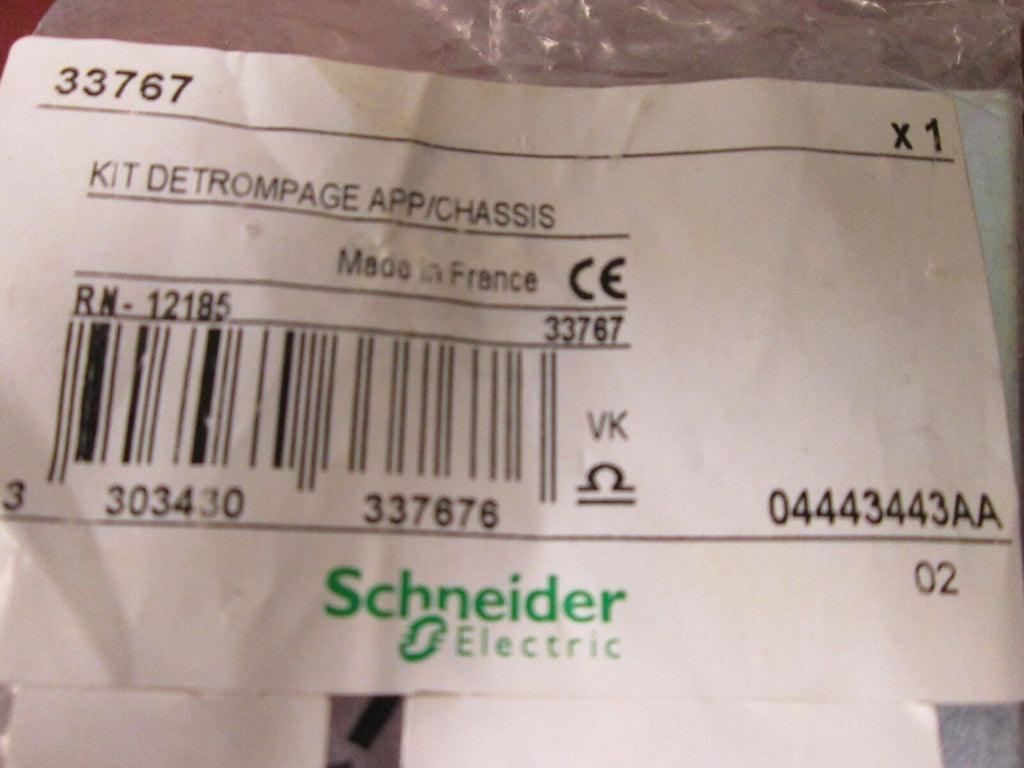 33767
x 1
KIT DETROMPAGE APP/CHASSIS
Made in France CE
RN- 12185
33767
VK
3 303430 337676
04443443AA
02
Schneider
Electric